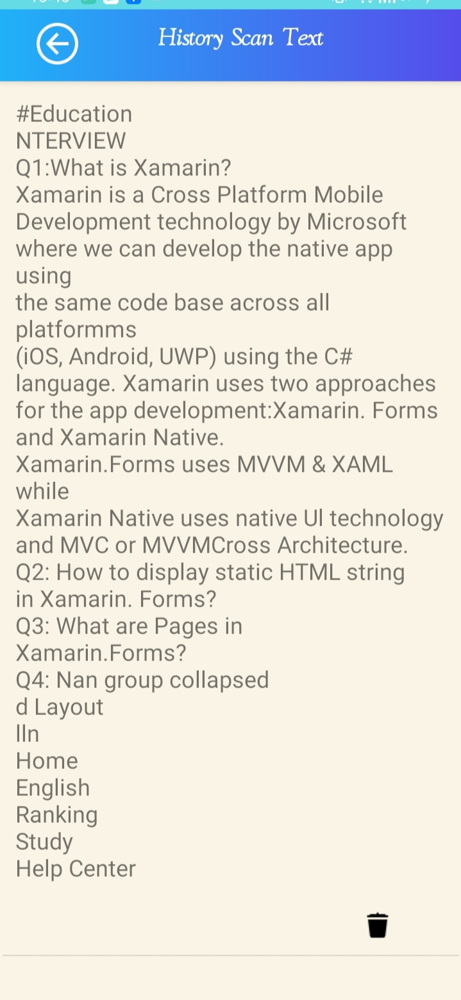 History Scan Text
#Education
NTERVIEW
Q1:What is Xamarin?
Xamarin is a Cross Platform Mobile
Development technology by Microsoft
where we can develop the native app
using
the same code base across all
platformms
(iOS, Android, UWP) using the C#
language. Xamarin uses two approaches
for the app development:Xamarin. Forms
and Xamarin Native.
Xamarin.Forms uses MVVM & XAML
while
Xamarin Native uses native Ul technology
and MVC or MVVMCross Architecture.
Q2: How to display static HTML string
in Xamarin. Forms?
Q3: What are Pages in
Xamarin.Forms?
Q4: Nan group collapsed
d Layout
lln
Home
English
Ranking
Study
Help Center